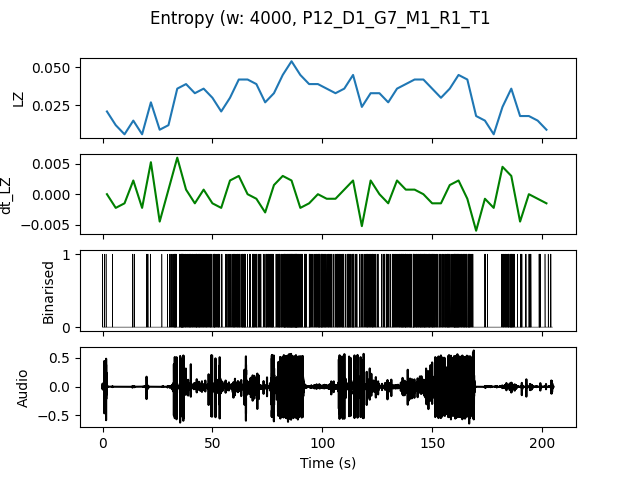 Entropy (w: 4000, P12_D1_G7_M1_R1_T1
0.050
0.025
LZ
0.005
0.000
−0.005
dt_LZ
1
0
Binarised
0.5
0.0
−0.5
Audio
0 50 100 150 200
Time (s)